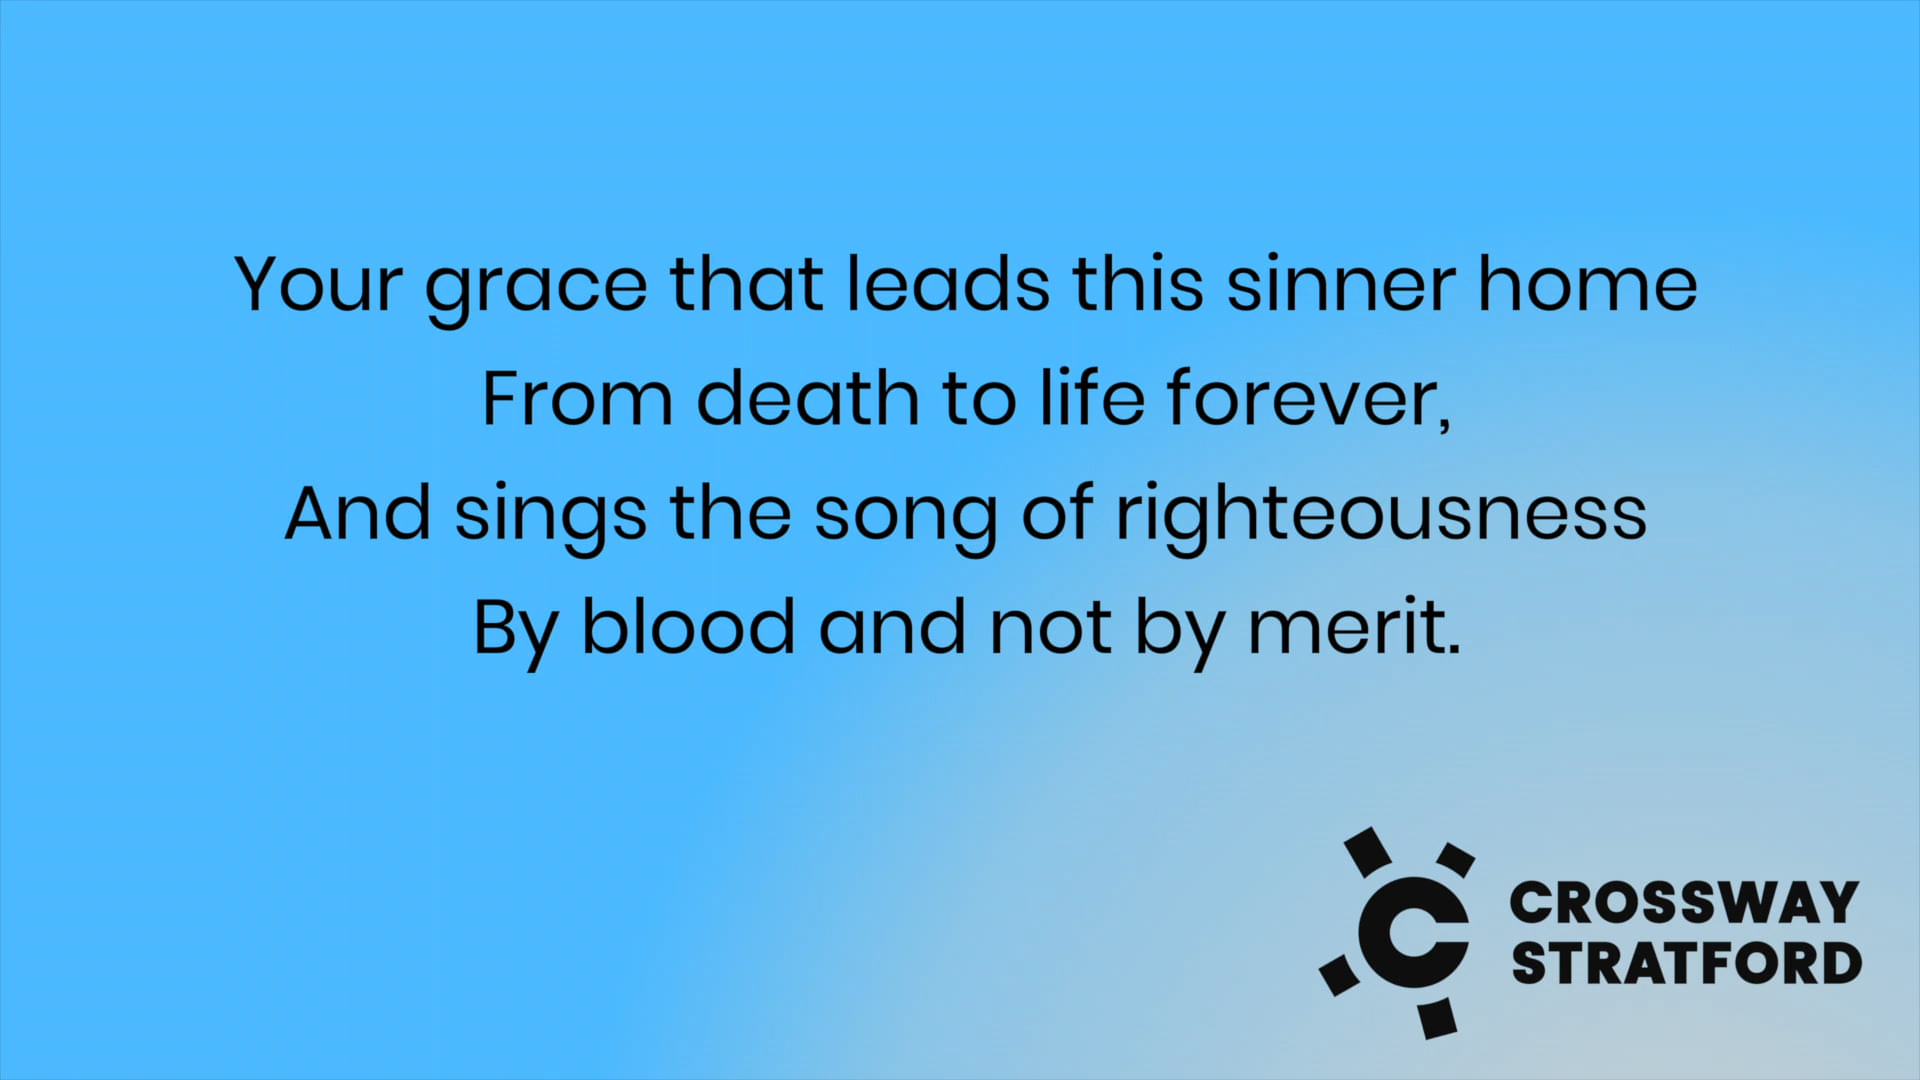 Your grace that leads this sinner home
From death to life forever,
And sings the song of righteousness
By blood and not by merit.
CROSSWAY
STRATFORD